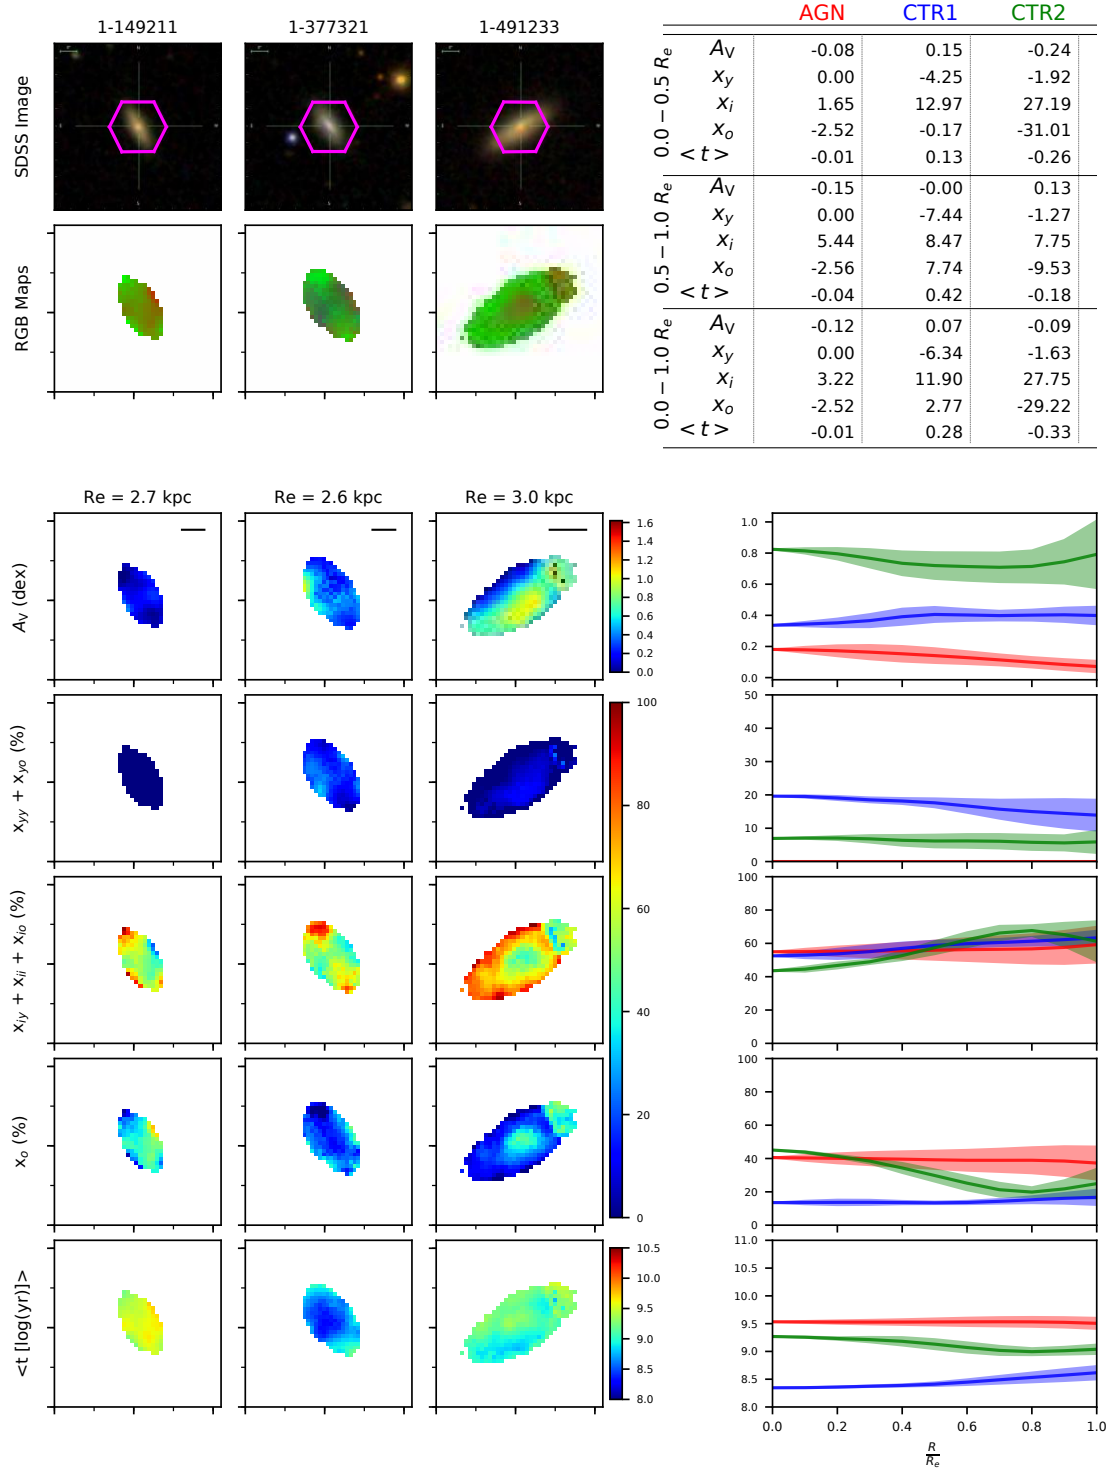 1-149211 1-377321 1-491233
SDSS Image
RGB Maps
AGN CTR1 CTR2
0.0 − 0.5 Re
AV -0.08 0.15 -0.24
xy 0.00 -4.25 -1.92
xi 1.65 12.97 27.19
xo -2.52 -0.17 -31.01
<t> -0.01 0.13 -0.26
0.5 − 1.0 Re
AV -0.15 -0.00 0.13
xy 0.00 -7.44 -1.27
xi 5.44 8.47 7.75
xo -2.56 7.74 -9.53
<t> -0.04 0.42 -0.18
0.0 − 1.0 Re
AV -0.12 0.07 -0.09
xy 0.00 -6.34 -1.63
xi 3.22 11.90 27.75
xo -2.52 2.77 -29.22
<t> -0.01 0.28 -0.33
Re = 2.7 kpc Re = 2.6 kpc Re = 3.0 kpc
AV (dex)
1.6
1.4
1.2
1.0
0.8
0.6
0.4
0.2
0.0
1.0
0.8
0.6
0.4
0.2
0.0
xyy + xyo (%)
100
80
60
40
20
0
50
40
30
20
10
0
xiy + xii + xio (%)
100
80
60
40
20
0
xo (%)
100
80
60
40
20
0
<t [log(yr)]>
10.5
10.0
9.5
9.0
8.5
8.0
11.0
10.5
10.0
9.5
9.0
8.5
8.0
0.0 0.2 0.4 0.6 0.8 1.0
R
Re